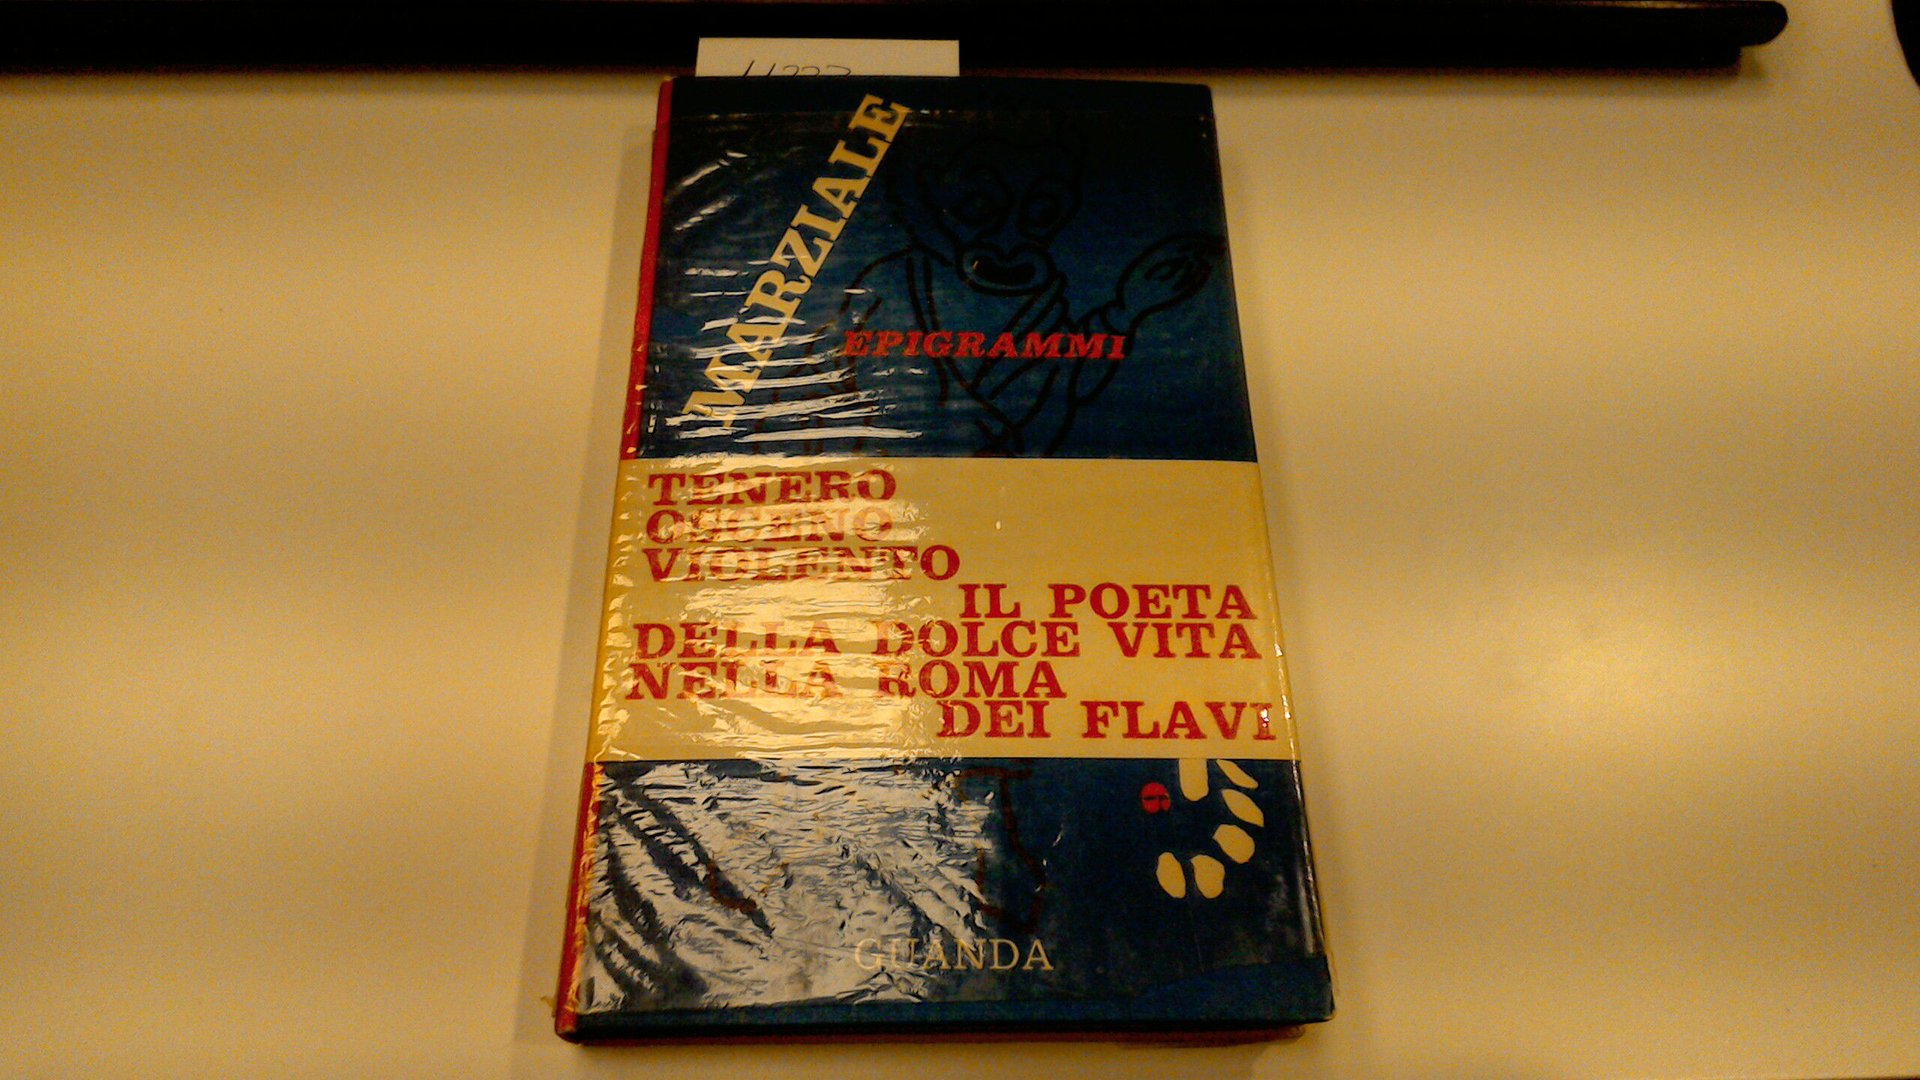 MARZIALE
EPIGRAMMI
TENERO
OSCENO
VIOLENTO
IL POETA
DELLA DOLCE VITA
NELLA ROMA
DEI FLAVI
GUANDA